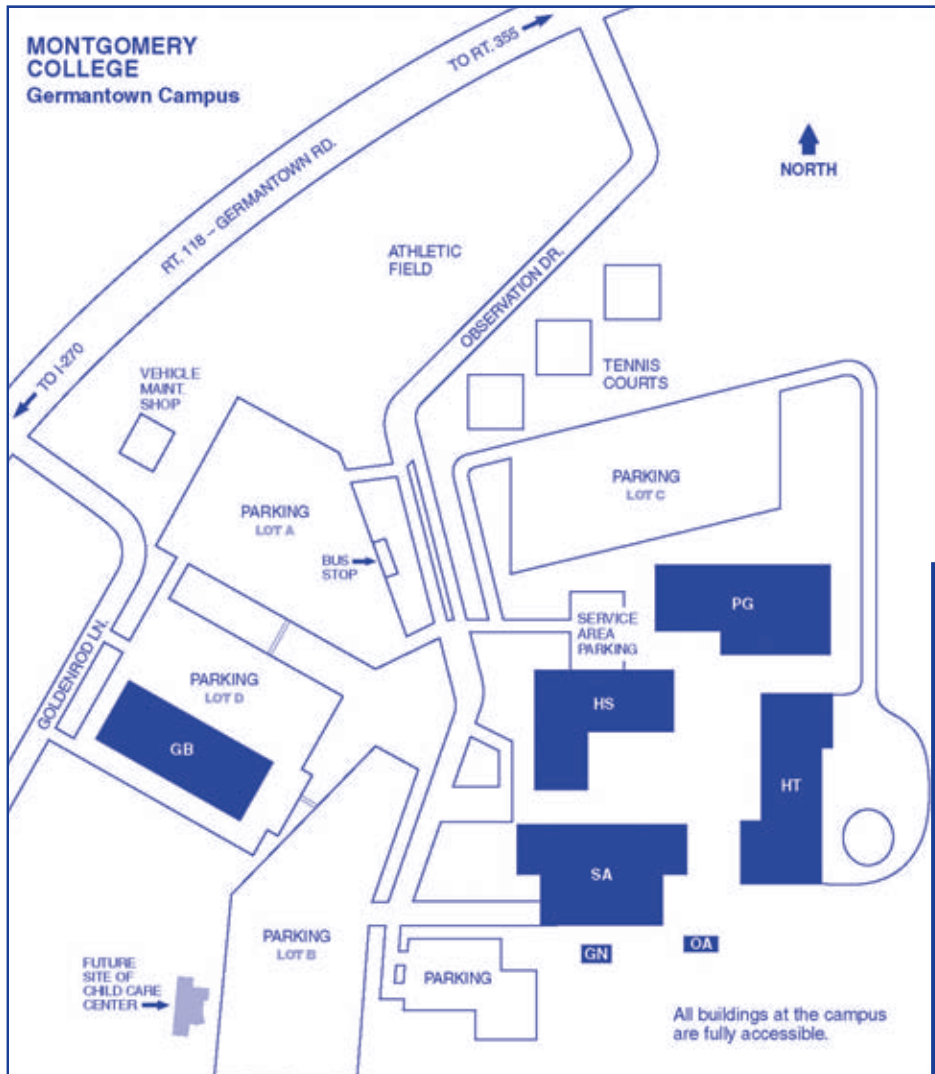 MONTGOMERY
COLLEGE
Germantown Campus
TO RT. 355
NORTH
RT. 118 – GERMANTOWN RD.
ATHLETIC
FIELD
OBSERVATION DR.
TO I-270
VEHICLE
MAINT.
SHOP
TENNIS
COURTS
PARKING
LOT C
PARKING
LOT A
BUS
STOP
PG
SERVICE
AREA
PARKING
GOLDENROD LN.
PARKING
LOT D
HS
GB
HT
SA
PARKING
LOT B
GN
OA
PARKING
FUTURE
SITE OF
CHILD CARE
CENTER
All buildings at the campus
are fully accessible.